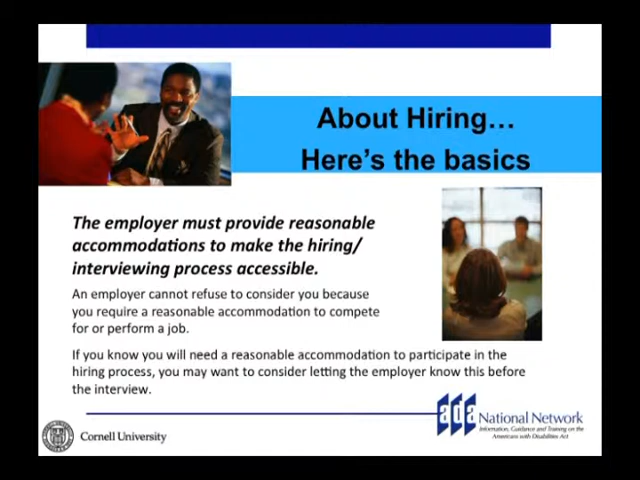 About Hiring…
Here's the basics
The employer must provide reasonable
accommodations to make the hiring/
interviewing process accessible.
An employer cannot refuse to consider you because
you require a reasonable accommodation to compete
for or perform a job.
If you know you will need a reasonable accommodation to participate in the
hiring process, you may want to consider letting the employer know this before
the interview.
Cornell University
ada National Network
Information, Guidance and Training on the
Americans with Disabilities Act